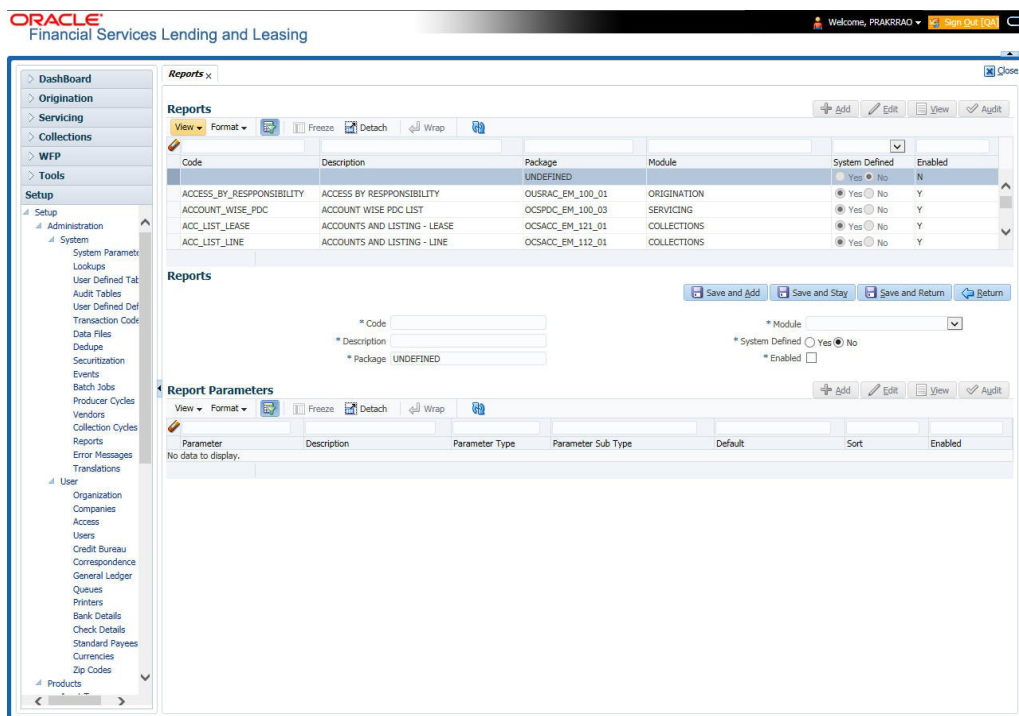 ORACLE
Financial Services Lending and Leasing
Welcome, PRAKRRAO
Sign Out [QA]
DashBoard
Origination
Servicing
Collections
WFP
Tools
Setup
Setup
Administration
System
System Paramete
Lookups
User Defined Tab
Audit Tables
User Defined Def
Transaction Code
Data Files
Dedupe
Securitization
Events
Batch Jobs
Producer Cycles
Vendors
Collection Cycles
Reports
Error Messages
Translations
User
Organization
Companies
Access
Users
Credit Bureau
Correspondence
General Ledger
Queues
Printers
Bank Details
Check Details
Standard Payees
Currencies
Zip Codes
Products
Reports x
Close
Reports
Add Edit View Audit
View Format Freeze Detach Wrap
Code Description Package Module System Defined Enabled
UNDEFINED Yes No N
ACCESS_BY_RESPPONSIBILITY ACCESS BY RESPPONSIBILITY OUSRAC_EM_100_01 ORIGINATION Yes No Y
ACCOUNT_WISE_PDC ACCOUNT WISE PDC LIST OCSPDC_EM_100_03 SERVICING Yes No Y
ACC_LIST_LEASE ACCOUNTS AND LISTING - LEASE OCSACC_EM_121_01 COLLECTIONS Yes No Y
ACC_LIST_LINE ACCOUNTS AND LISTING - LINE OCSACC_EM_112_01 COLLECTIONS Yes No Y
Reports
Save and Add Save and Stay Save and Return Return
* Code
* Description
* Package UNDEFINED
* Module
* System Defined Yes No
* Enabled
Report Parameters
Add Edit View Audit
View Format Freeze Detach Wrap
Parameter Description Parameter Type Parameter Sub Type Default Sort Enabled
No data to display.